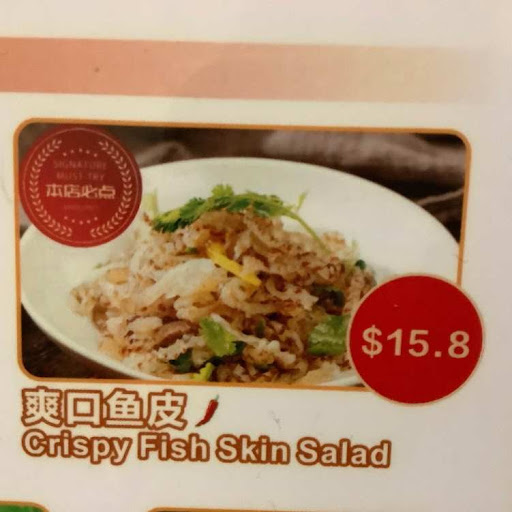 SIGNATURE
MUST TRY
本店必点
$15.8
爽口鱼皮
Crispy Fish Skin Salad